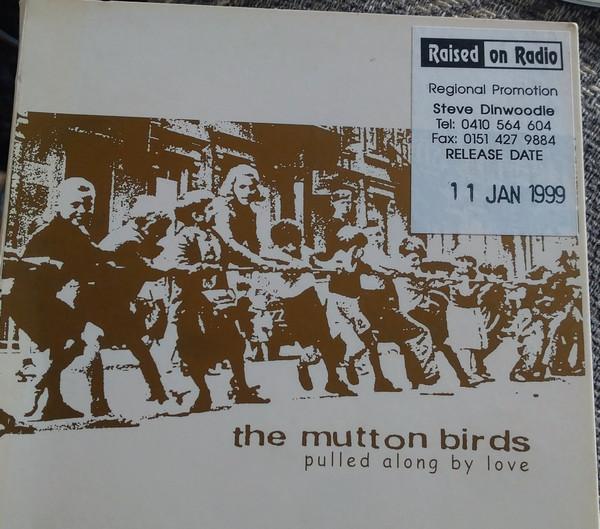 Raised on Radio
Regional Promotion
Steve Dinwoodie
Tel: 0410 564 604
Fax: 0151 427 9884
RELEASE DATE
11 JAN 1999
the mutton birds
pulled along by love